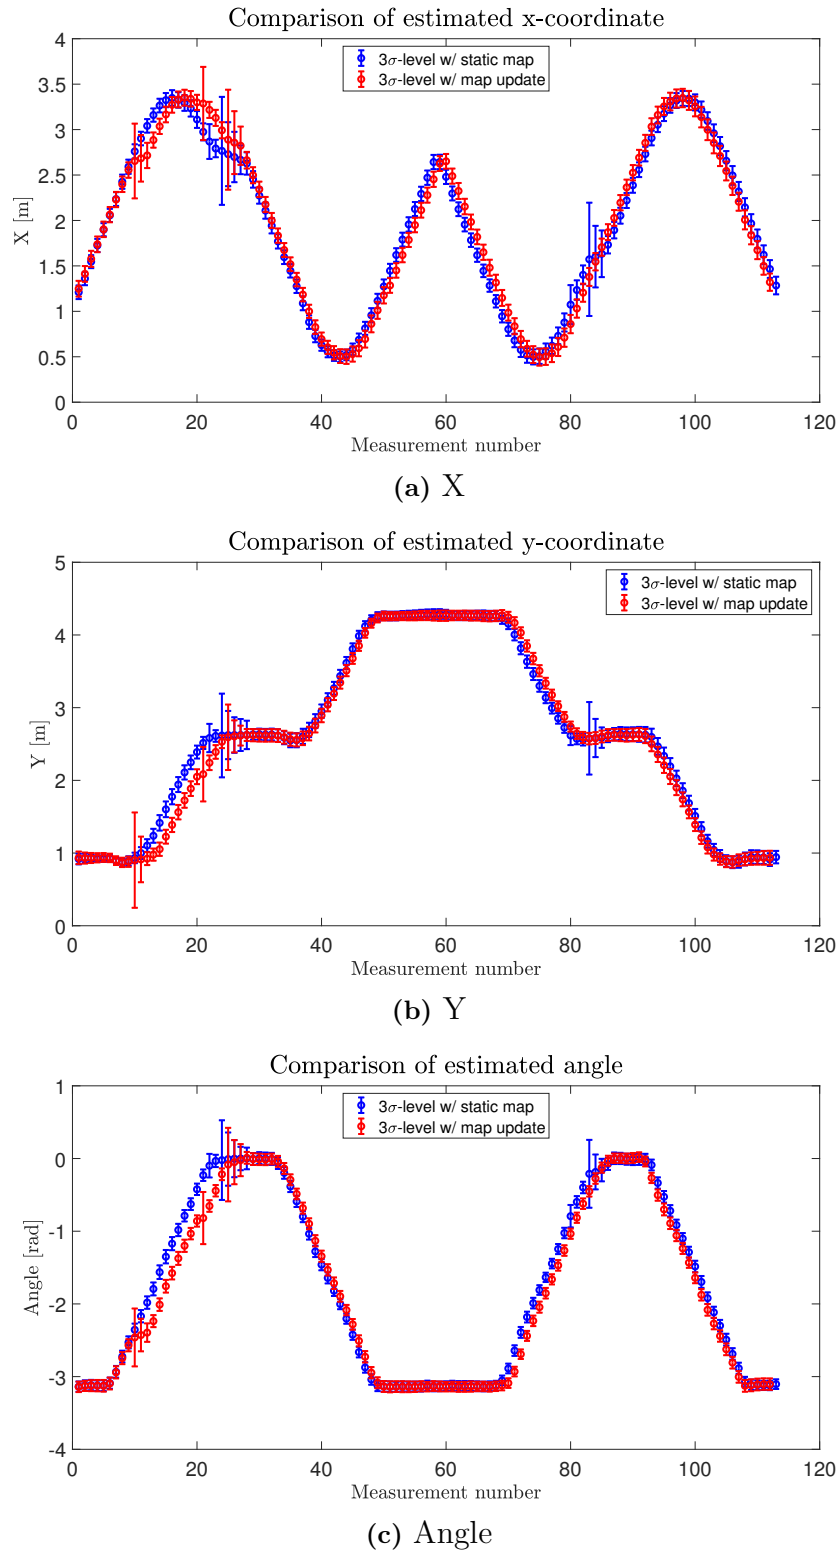 Comparison of estimated x-coordinate
4
3.5
3
2.5
2
1.5
1
0.5
0
X [m]
3σ-level w/ static map
3σ-level w/ map update
0 20 40 60 80 100 120
Measurement number
(a) X
Comparison of estimated y-coordinate
5
4
3
2
1
0
Y [m]
3σ-level w/ static map
3σ-level w/ map update
0 20 40 60 80 100 120
Measurement number
(b) Y
Comparison of estimated angle
1
0
-1
-2
-3
-4
Angle [rad]
3σ-level w/ static map
3σ-level w/ map update
0 20 40 60 80 100 120
Measurement number
(c) Angle